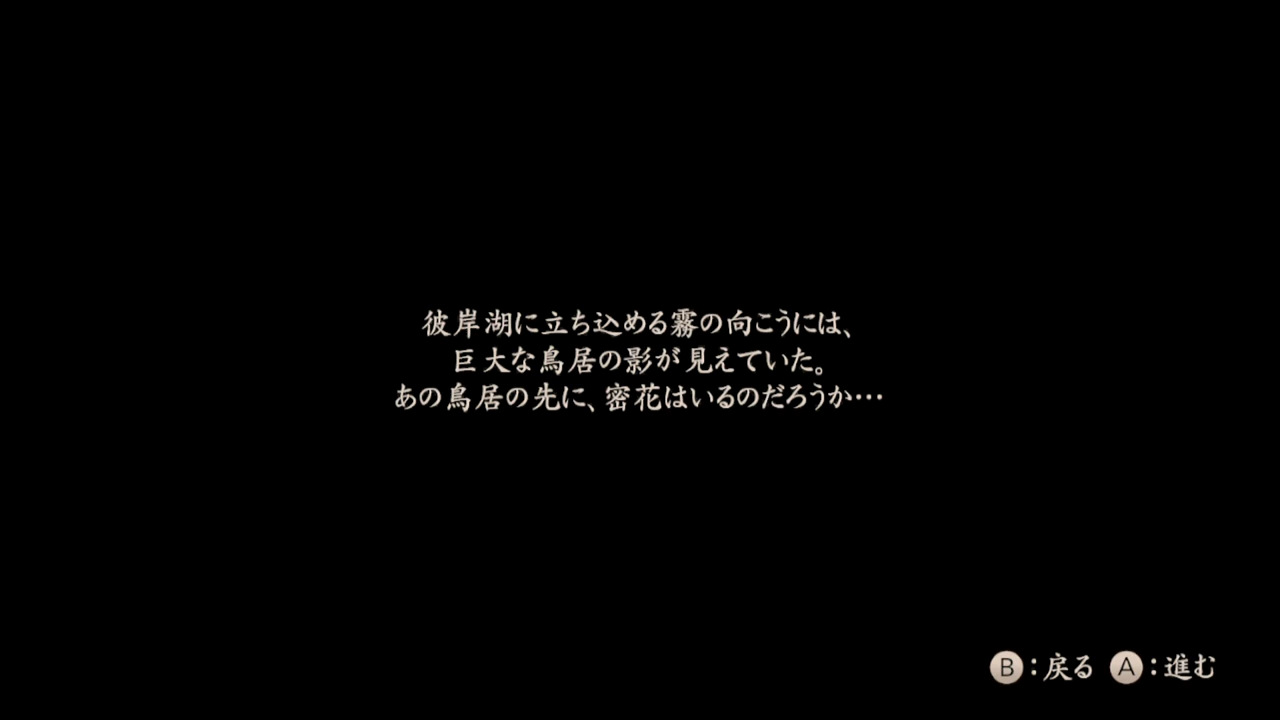 彼岸湖に立ち込める霧の向こうには、
巨大な鳥居の影が見えていた。
あの鳥居の先に、密花はいるのだろうか…
B:戻る A:進む